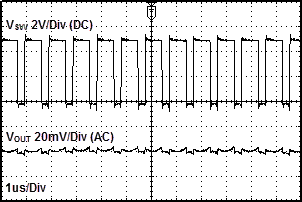 VSW 2V/Div (DC)
VOUT 20mV/Div (AC)
1us/Div